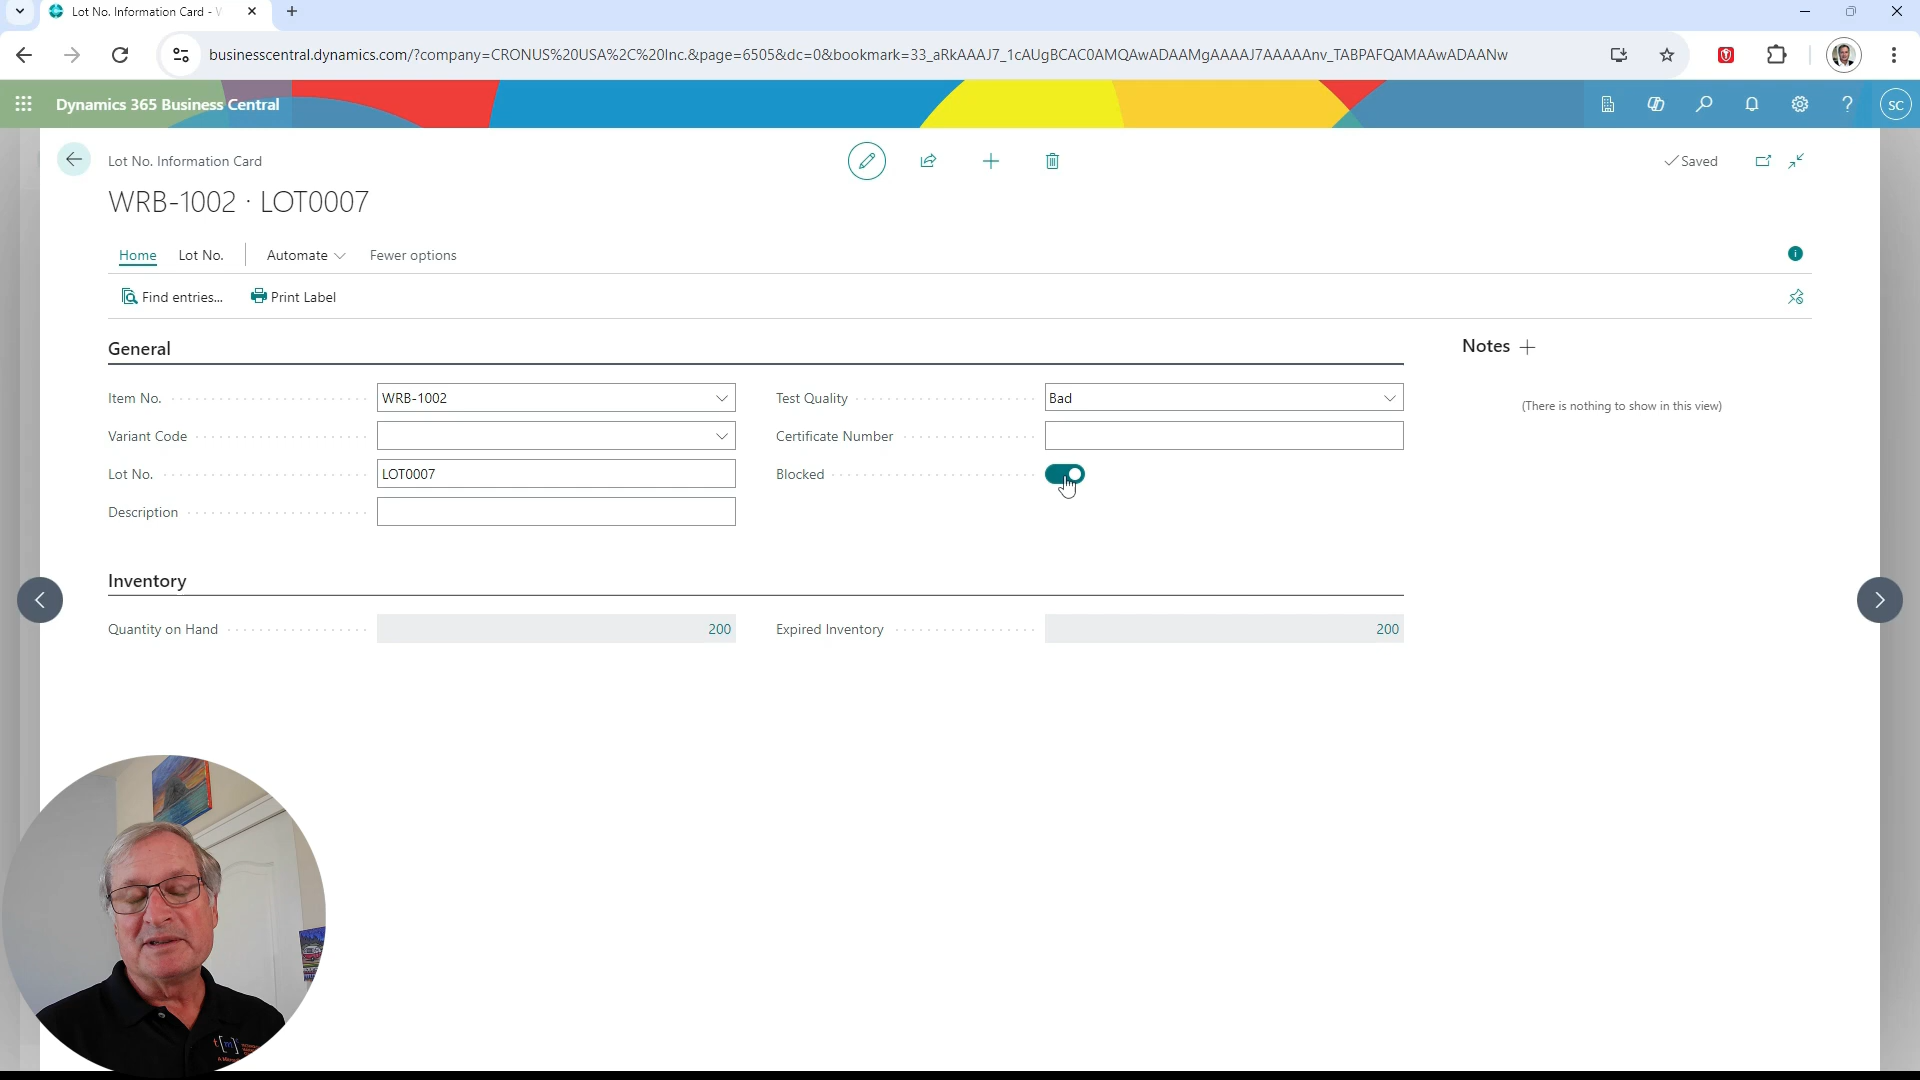 Lot No. Information Card - W
businesscentral.dynamics.com/?company=CRONUS%20USA%2C%20Inc.&page=6505&dc=0&bookmark=33_aRkAAAJ7_1cAUgBCAC0AMQAwADAAMgAAAAJ7AAAAAnv_TABPAFQAMAAwADAANw
Dynamics 365 Business Central
SC
Lot No. Information Card
Saved
WRB-1002 · LOT0007
Home Lot No. Automate Fewer options
Find entries... Print Label
General
Notes
(There is nothing to show in this view)
Item No. WRB-1002
Test Quality Bad
Variant Code
Certificate Number
Lot No. LOT0007
Blocked
Description
Inventory
Quantity on Hand 200
Expired Inventory 200
t[m]